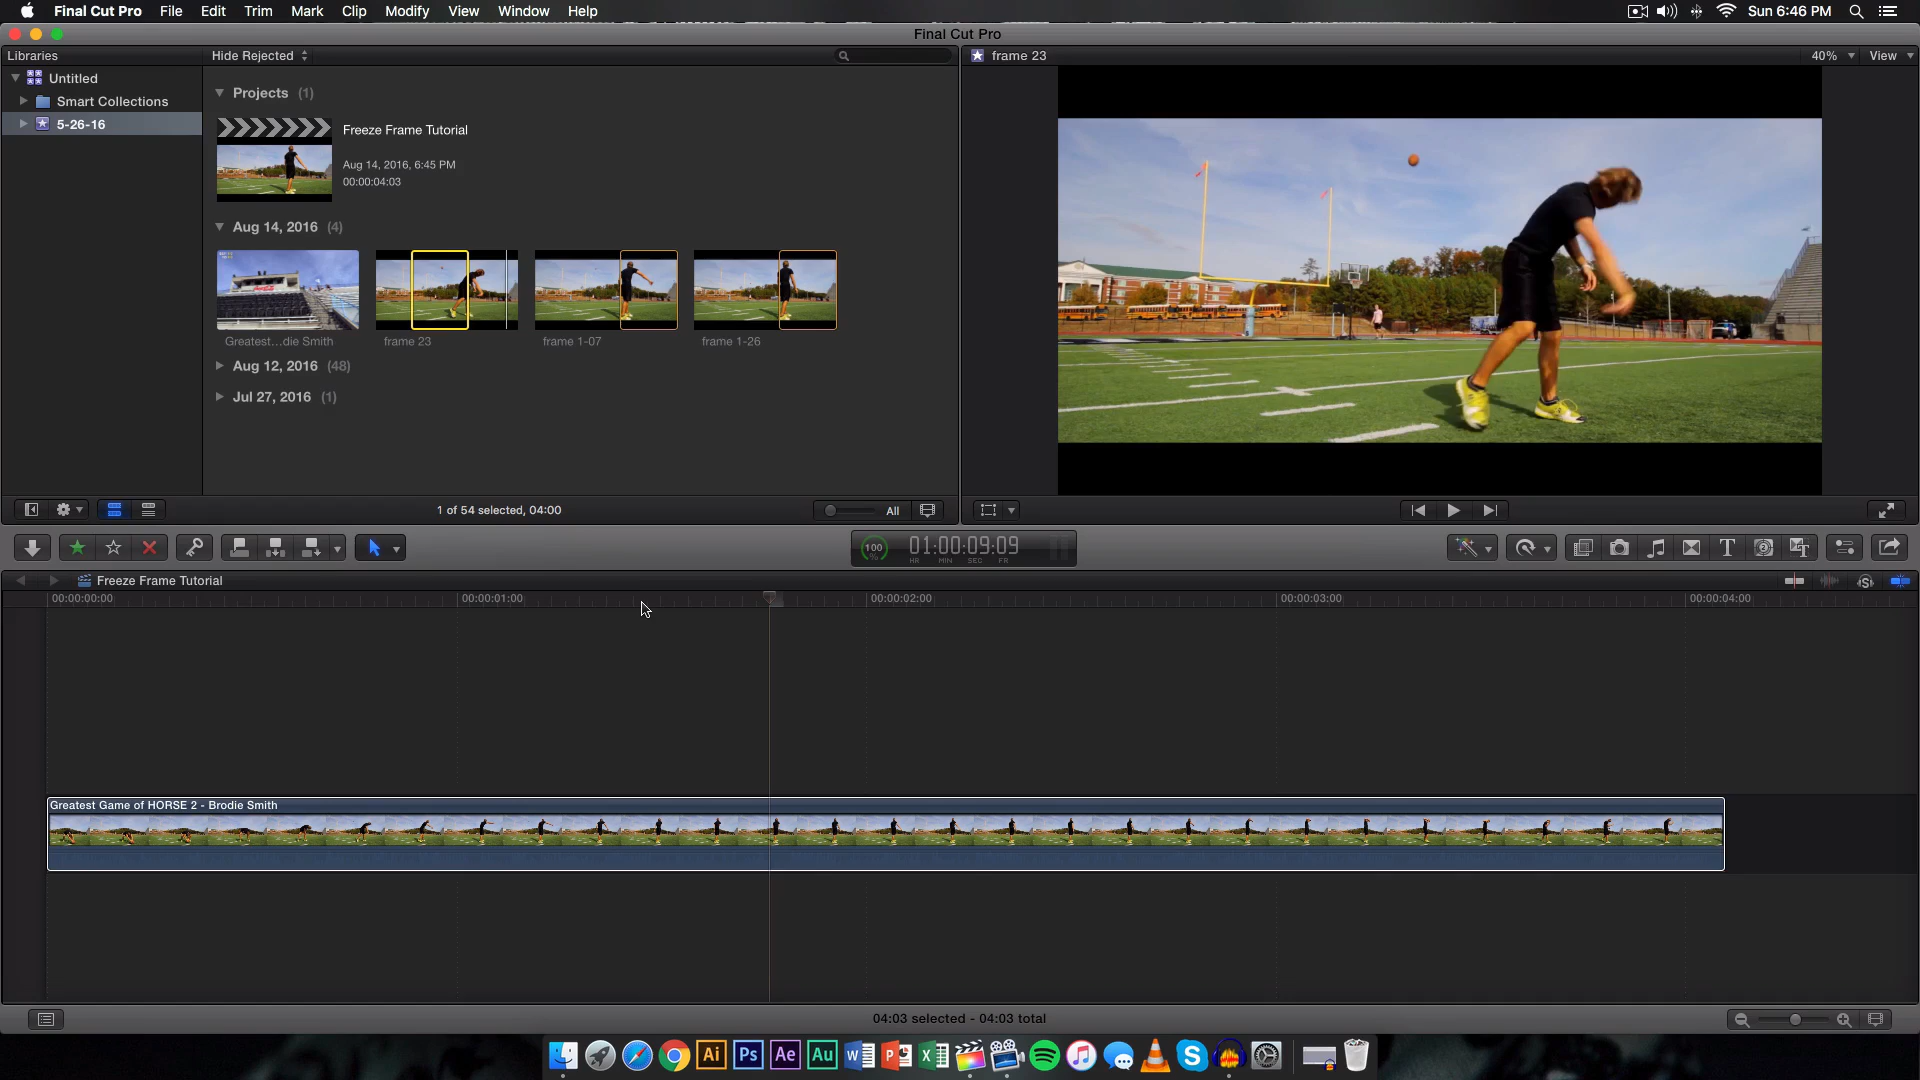 Final Cut Pro File Edit Trim Mark Clip Modify View Window Help Sun 6:46 PM
Final Cut Pro
Libraries Hide Rejected frame 23 40% View
Untitled
Smart Collections
5-26-16
Projects (1)
Freeze Frame Tutorial
Aug 14, 2016, 6:45 PM
00:00:04:03
Aug 14, 2016 (4)
Greatest…die Smith frame 23 frame 1-07 frame 1-26
Aug 12, 2016 (48)
Jul 27, 2016 (1)
1 of 54 selected, 04:00 All
100 % 01:00:09:09
HR MIN SEC FR
Freeze Frame Tutorial
00:00:00:00 00:00:01:00 00:00:02:00 00:00:03:00 00:00:04:00
Greatest Game of HORSE 2 - Brodie Smith
04:03 selected - 04:03 total
Ai Ps Ae Au